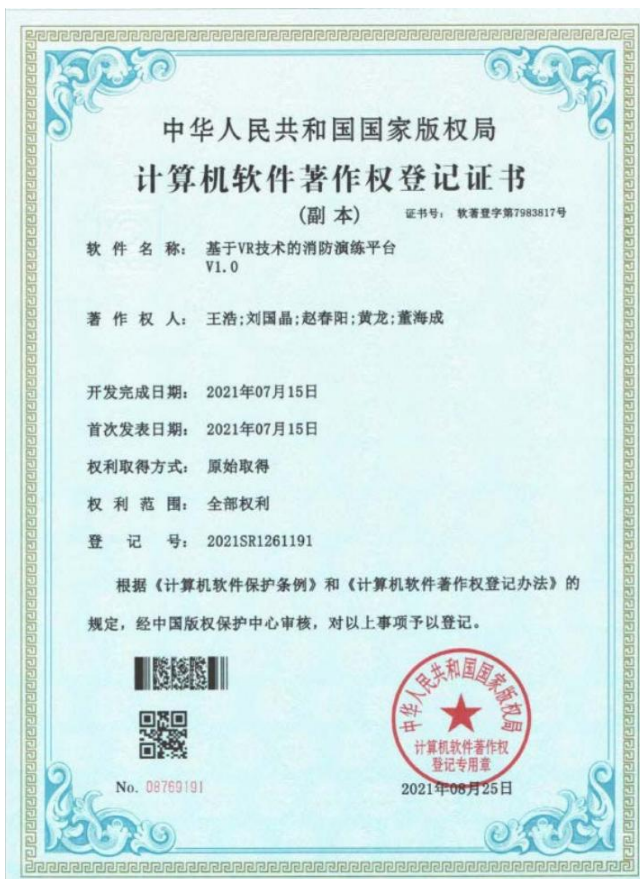 中华人民共和国国家版权局
计算机软件著作权登记证书
(副 本)
证书号： 软著登字第7983817号
软 件 名 称： 基于VR技术的消防演练平台
V1.0
著 作 权 人： 王浩;刘国晶;赵春阳;黄龙;董海成
开发完成日期： 2021年07月15日
首次发表日期： 2021年07月15日
权利取得方式： 原始取得
权 利 范 围： 全部权利
登 记 号： 2021SR1261191
根据《计算机软件保护条例》和《计算机软件著作权登记办法》的
规定，经中国版权保护中心审核，对以上事项予以登记。
中华人民共和国国家版权局
计算机软件著作权
登记专用章
No. 08769191
2021年08月25日